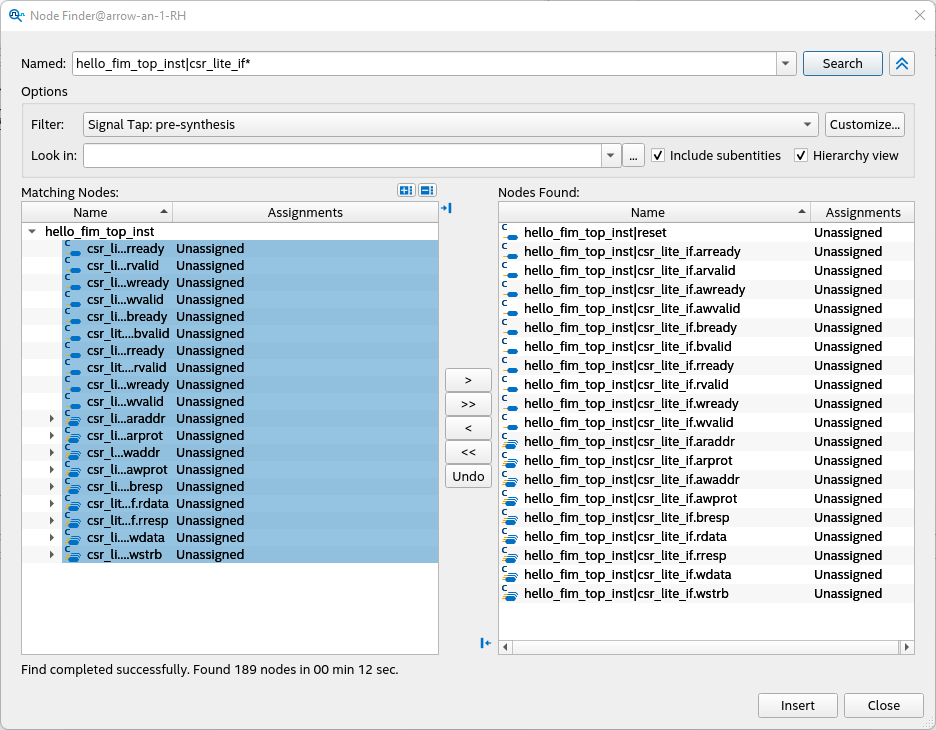 Node Finder@arrow-an-1-RH
Named: hello_fim_top_inst|csr_lite_if* Search
Options
Filter: Signal Tap: pre-synthesis Customize...
Look in: ... Include subentities Hierarchy view
Matching Nodes:
Name Assignments
hello_fim_top_inst
csr_li...rready Unassigned
csr_li...rvalid Unassigned
csr_li...wready Unassigned
csr_li...wvalid Unassigned
csr_li...bready Unassigned
csr_lit....bvalid Unassigned
csr_li...rready Unassigned
csr_lit....rvalid Unassigned
csr_li...wready Unassigned
csr_li...wvalid Unassigned
csr_li...araddr Unassigned
csr_li...arprot Unassigned
csr_l...waddr Unassigned
csr_li...awprot Unassigned
csr_li....bresp Unassigned
csr_lit...f.rdata Unassigned
csr_lit...f.rresp Unassigned
csr_li....wdata Unassigned
csr_li....wstrb Unassigned
>
>>
<
<<
Undo
Nodes Found:
Name Assignments
hello_fim_top_inst|reset Unassigned
hello_fim_top_inst|csr_lite_if.arready Unassigned
hello_fim_top_inst|csr_lite_if.arvalid Unassigned
hello_fim_top_inst|csr_lite_if.awready Unassigned
hello_fim_top_inst|csr_lite_if.awvalid Unassigned
hello_fim_top_inst|csr_lite_if.bready Unassigned
hello_fim_top_inst|csr_lite_if.bvalid Unassigned
hello_fim_top_inst|csr_lite_if.rready Unassigned
hello_fim_top_inst|csr_lite_if.rvalid Unassigned
hello_fim_top_inst|csr_lite_if.wready Unassigned
hello_fim_top_inst|csr_lite_if.wvalid Unassigned
hello_fim_top_inst|csr_lite_if.araddr Unassigned
hello_fim_top_inst|csr_lite_if.arprot Unassigned
hello_fim_top_inst|csr_lite_if.awaddr Unassigned
hello_fim_top_inst|csr_lite_if.awprot Unassigned
hello_fim_top_inst|csr_lite_if.bresp Unassigned
hello_fim_top_inst|csr_lite_if.rdata Unassigned
hello_fim_top_inst|csr_lite_if.rresp Unassigned
hello_fim_top_inst|csr_lite_if.wdata Unassigned
hello_fim_top_inst|csr_lite_if.wstrb Unassigned
Find completed successfully. Found 189 nodes in 00 min 12 sec.
Insert Close